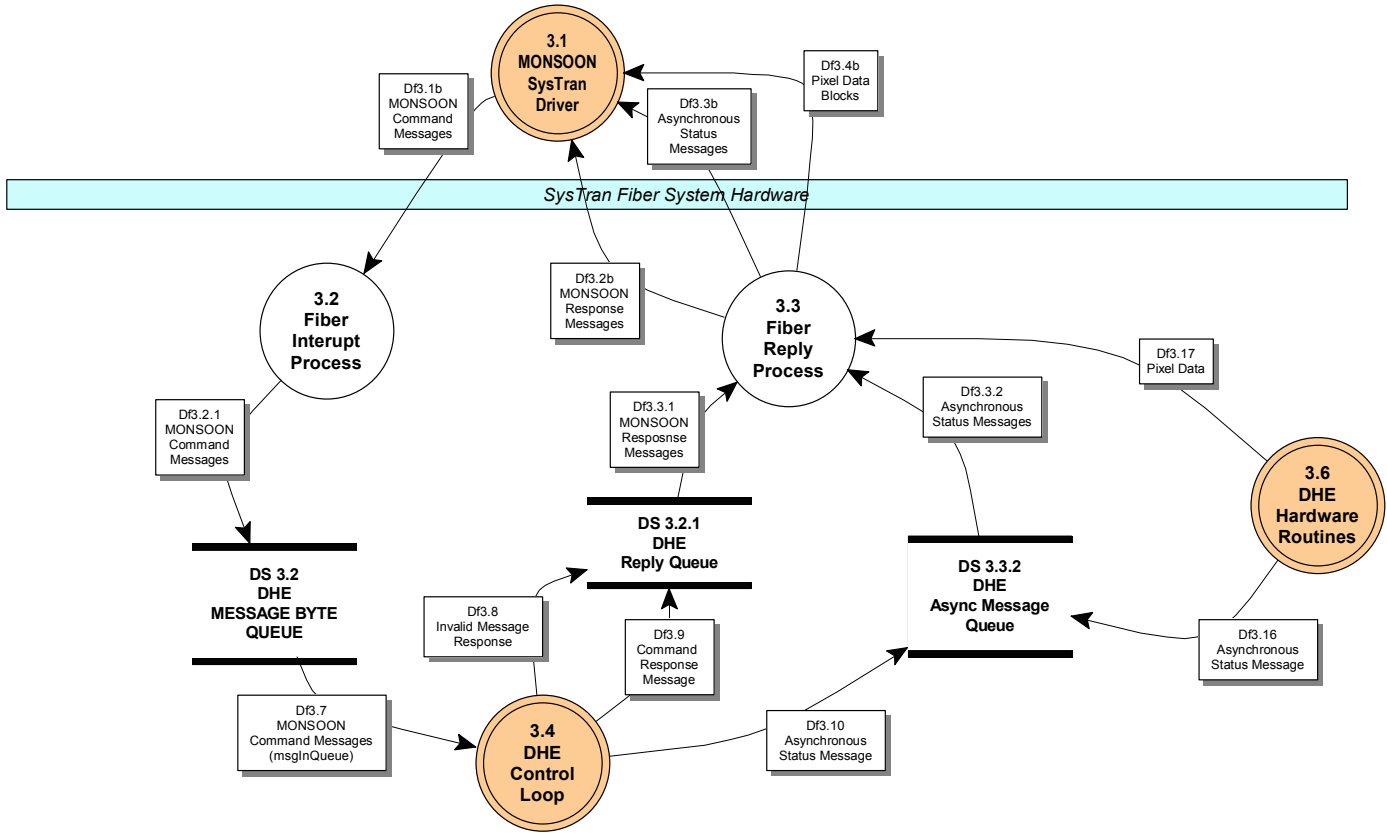 3.1
MONSOON
SysTran
Driver
Df3.4b
Pixel Data
Blocks
Df3.1b
MONSOON
Command
Messages
Df3.3b
Asynchronous
Status
Messages
SysTran Fiber System Hardware
3.2
Fiber
Interupt
Process
Df3.2b
MONSOON
Response
Messages
3.3
Fiber
Reply
Process
Df3.17
Pixel Data
Df3.2.1
MONSOON
Command
Messages
Df3.3.1
MONSOON
Resposnse
Messages
Df3.3.2
Asynchronous
Status Messages
3.6
DHE
Hardware
Routines
DS 3.2
DHE
MESSAGE BYTE
QUEUE
DS 3.2.1
DHE
Reply Queue
DS 3.3.2
DHE
Async Message
Queue
Df3.8
Invalid Message
Response
Df3.9
Command
Response
Message
Df3.16
Asynchronous
Status Message
Df3.7
MONSOON
Command Messages
(msgInQueue)
3.4
DHE
Control
Loop
Df3.10
Asynchronous
Status Message